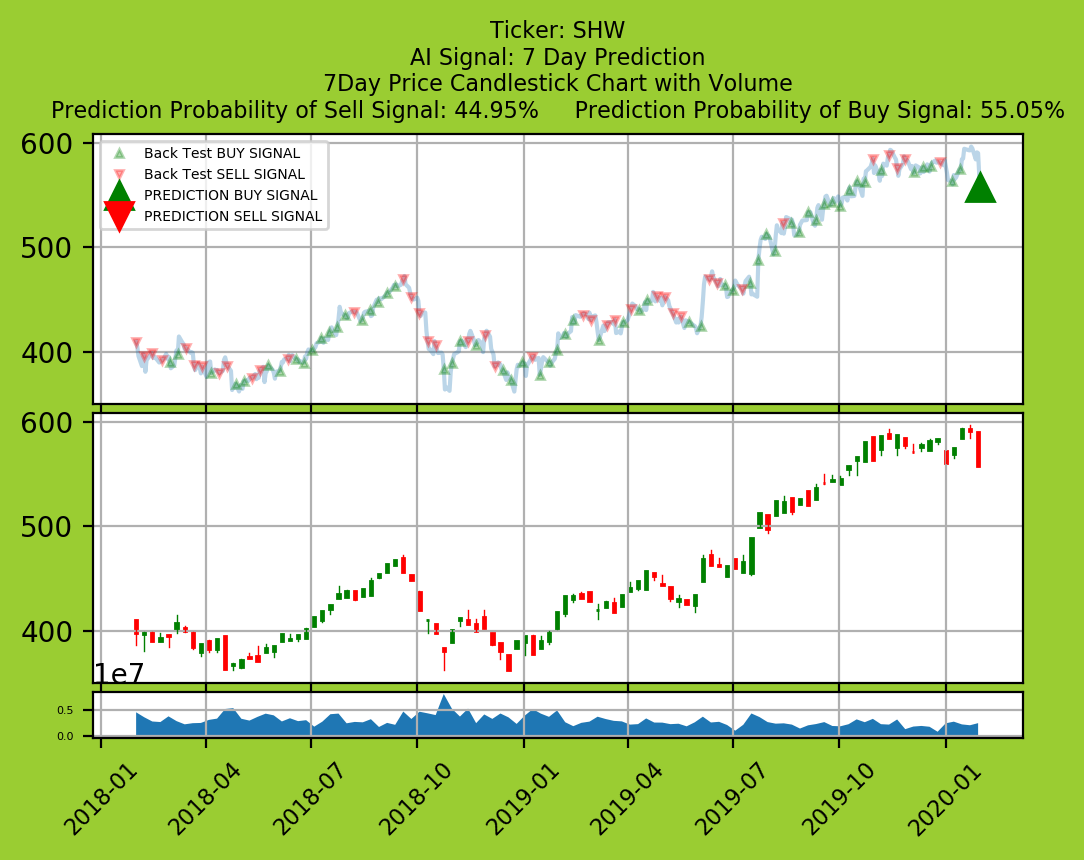 Ticker: SHW
AI Signal: 7 Day Prediction
7Day Price Candlestick Chart with Volume
Prediction Probability of Sell Signal: 44.95%     Prediction Probability of Buy Signal: 55.05%
600
500
400
Back Test BUY SIGNAL
Back Test SELL SIGNAL
PREDICTION BUY SIGNAL
PREDICTION SELL SIGNAL
600
500
400
1e7
0.5
0.0
2018-01
2018-04
2018-07
2018-10
2019-01
2019-04
2019-07
2019-10
2020-01